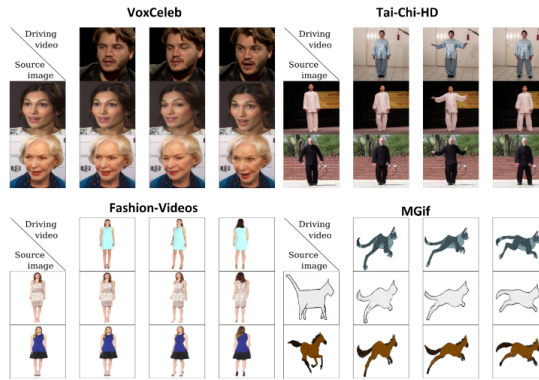 VoxCeleb
Tai-Chi-HD
Driving
video
Source
image
Driving
video
Source
image
Fashion-Videos
MGif
Driving
video
Source
image
Driving
video
Source
image